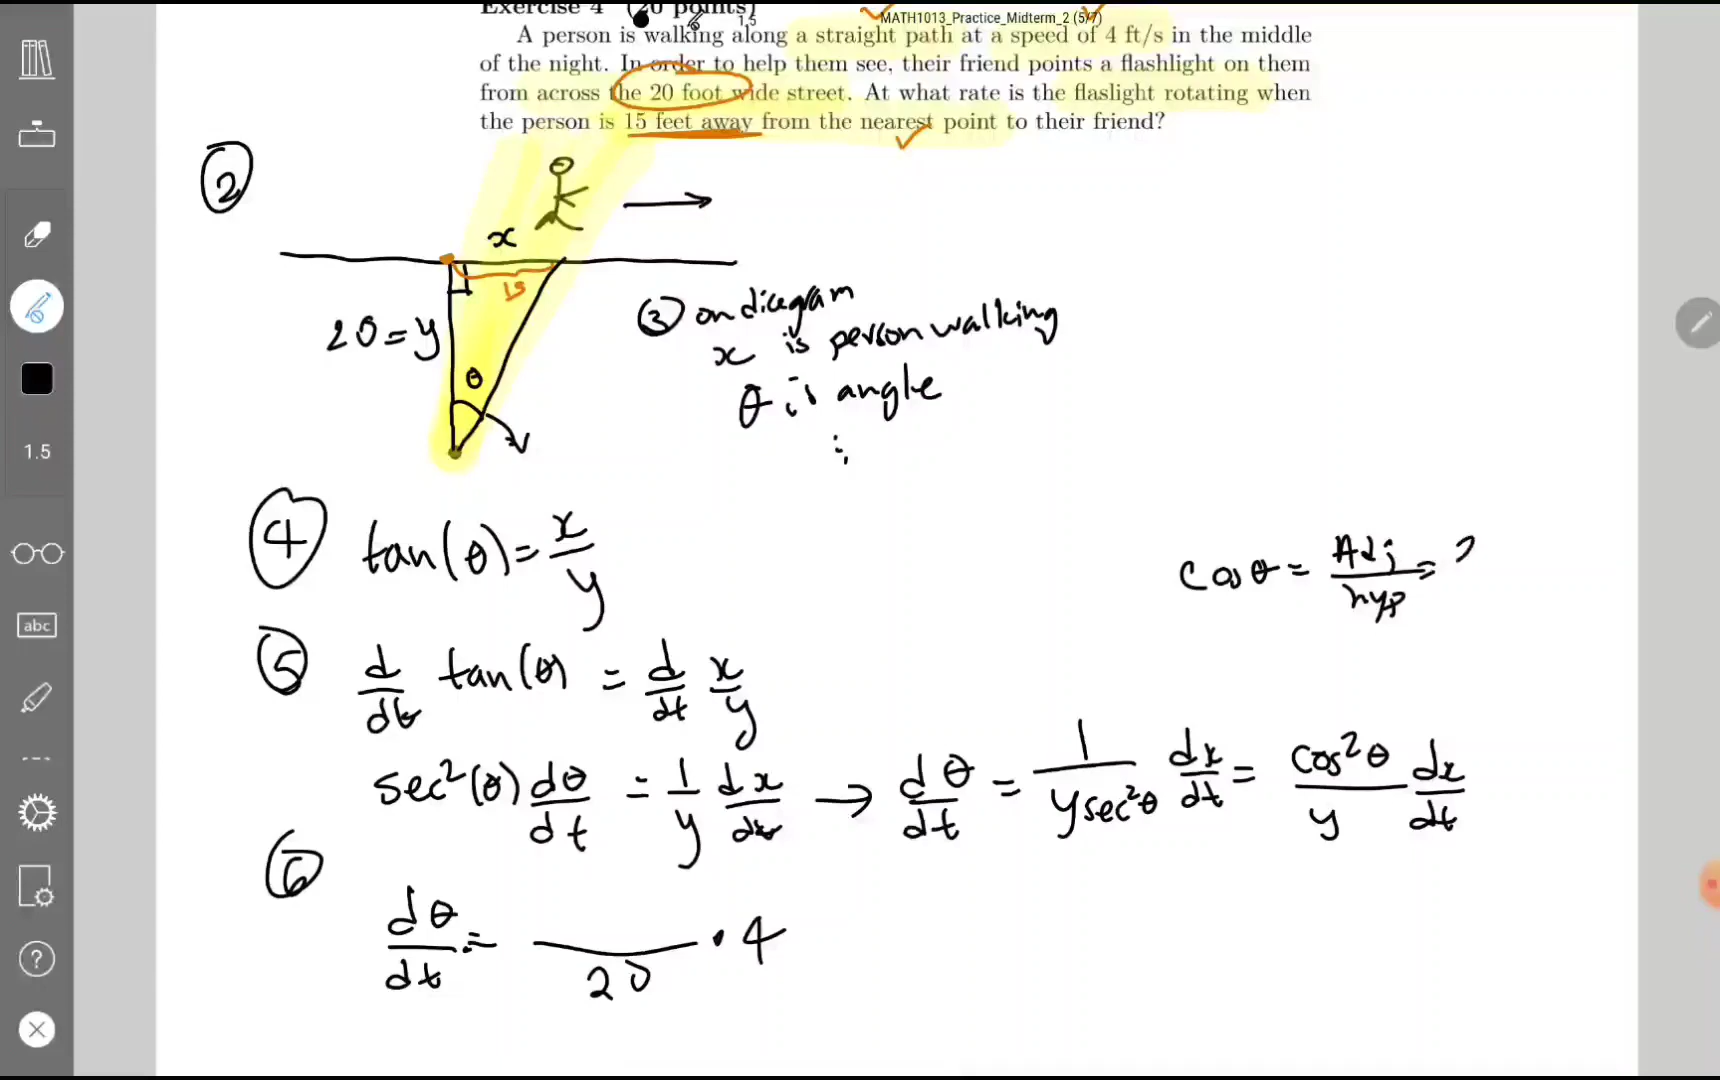 Exercise 4 (20 points)
1.5
MATH1013_Practice_Midterm_2 (5/7)
A person is walking along a straight path at a speed of 4 ft/s in the middle
of the night. In order to help them see, their friend points a flashlight on them
from across the 20 foot wide street. At what rate is the flaslight rotating when
the person is 15 feet away from the nearest point to their friend?
②
x
15
20 = y
θ
③ on diagram
x is person walking
θ is angle
⋮
④ tan(θ) = x/y
cos θ = Adj/hyp = 2
⑤ d/dt tan(θ) = d/dt x/y
sec²(θ) dθ/dt = 1/y dx/dt → dθ/dt = 1/(y sec²θ) dx/dt = cos²θ/y dx/dt
⑥
dθ/dt = /20 · 4
1.5
abc
?